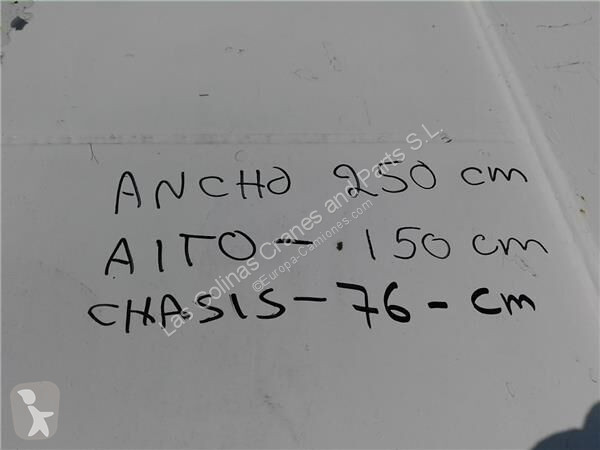 ANCHO 250 cm
AITO - . 150 cm
CHASIS - 76 - cm
Las Solinas Cranes and Parts S.L.
©Europa-Camiones.com